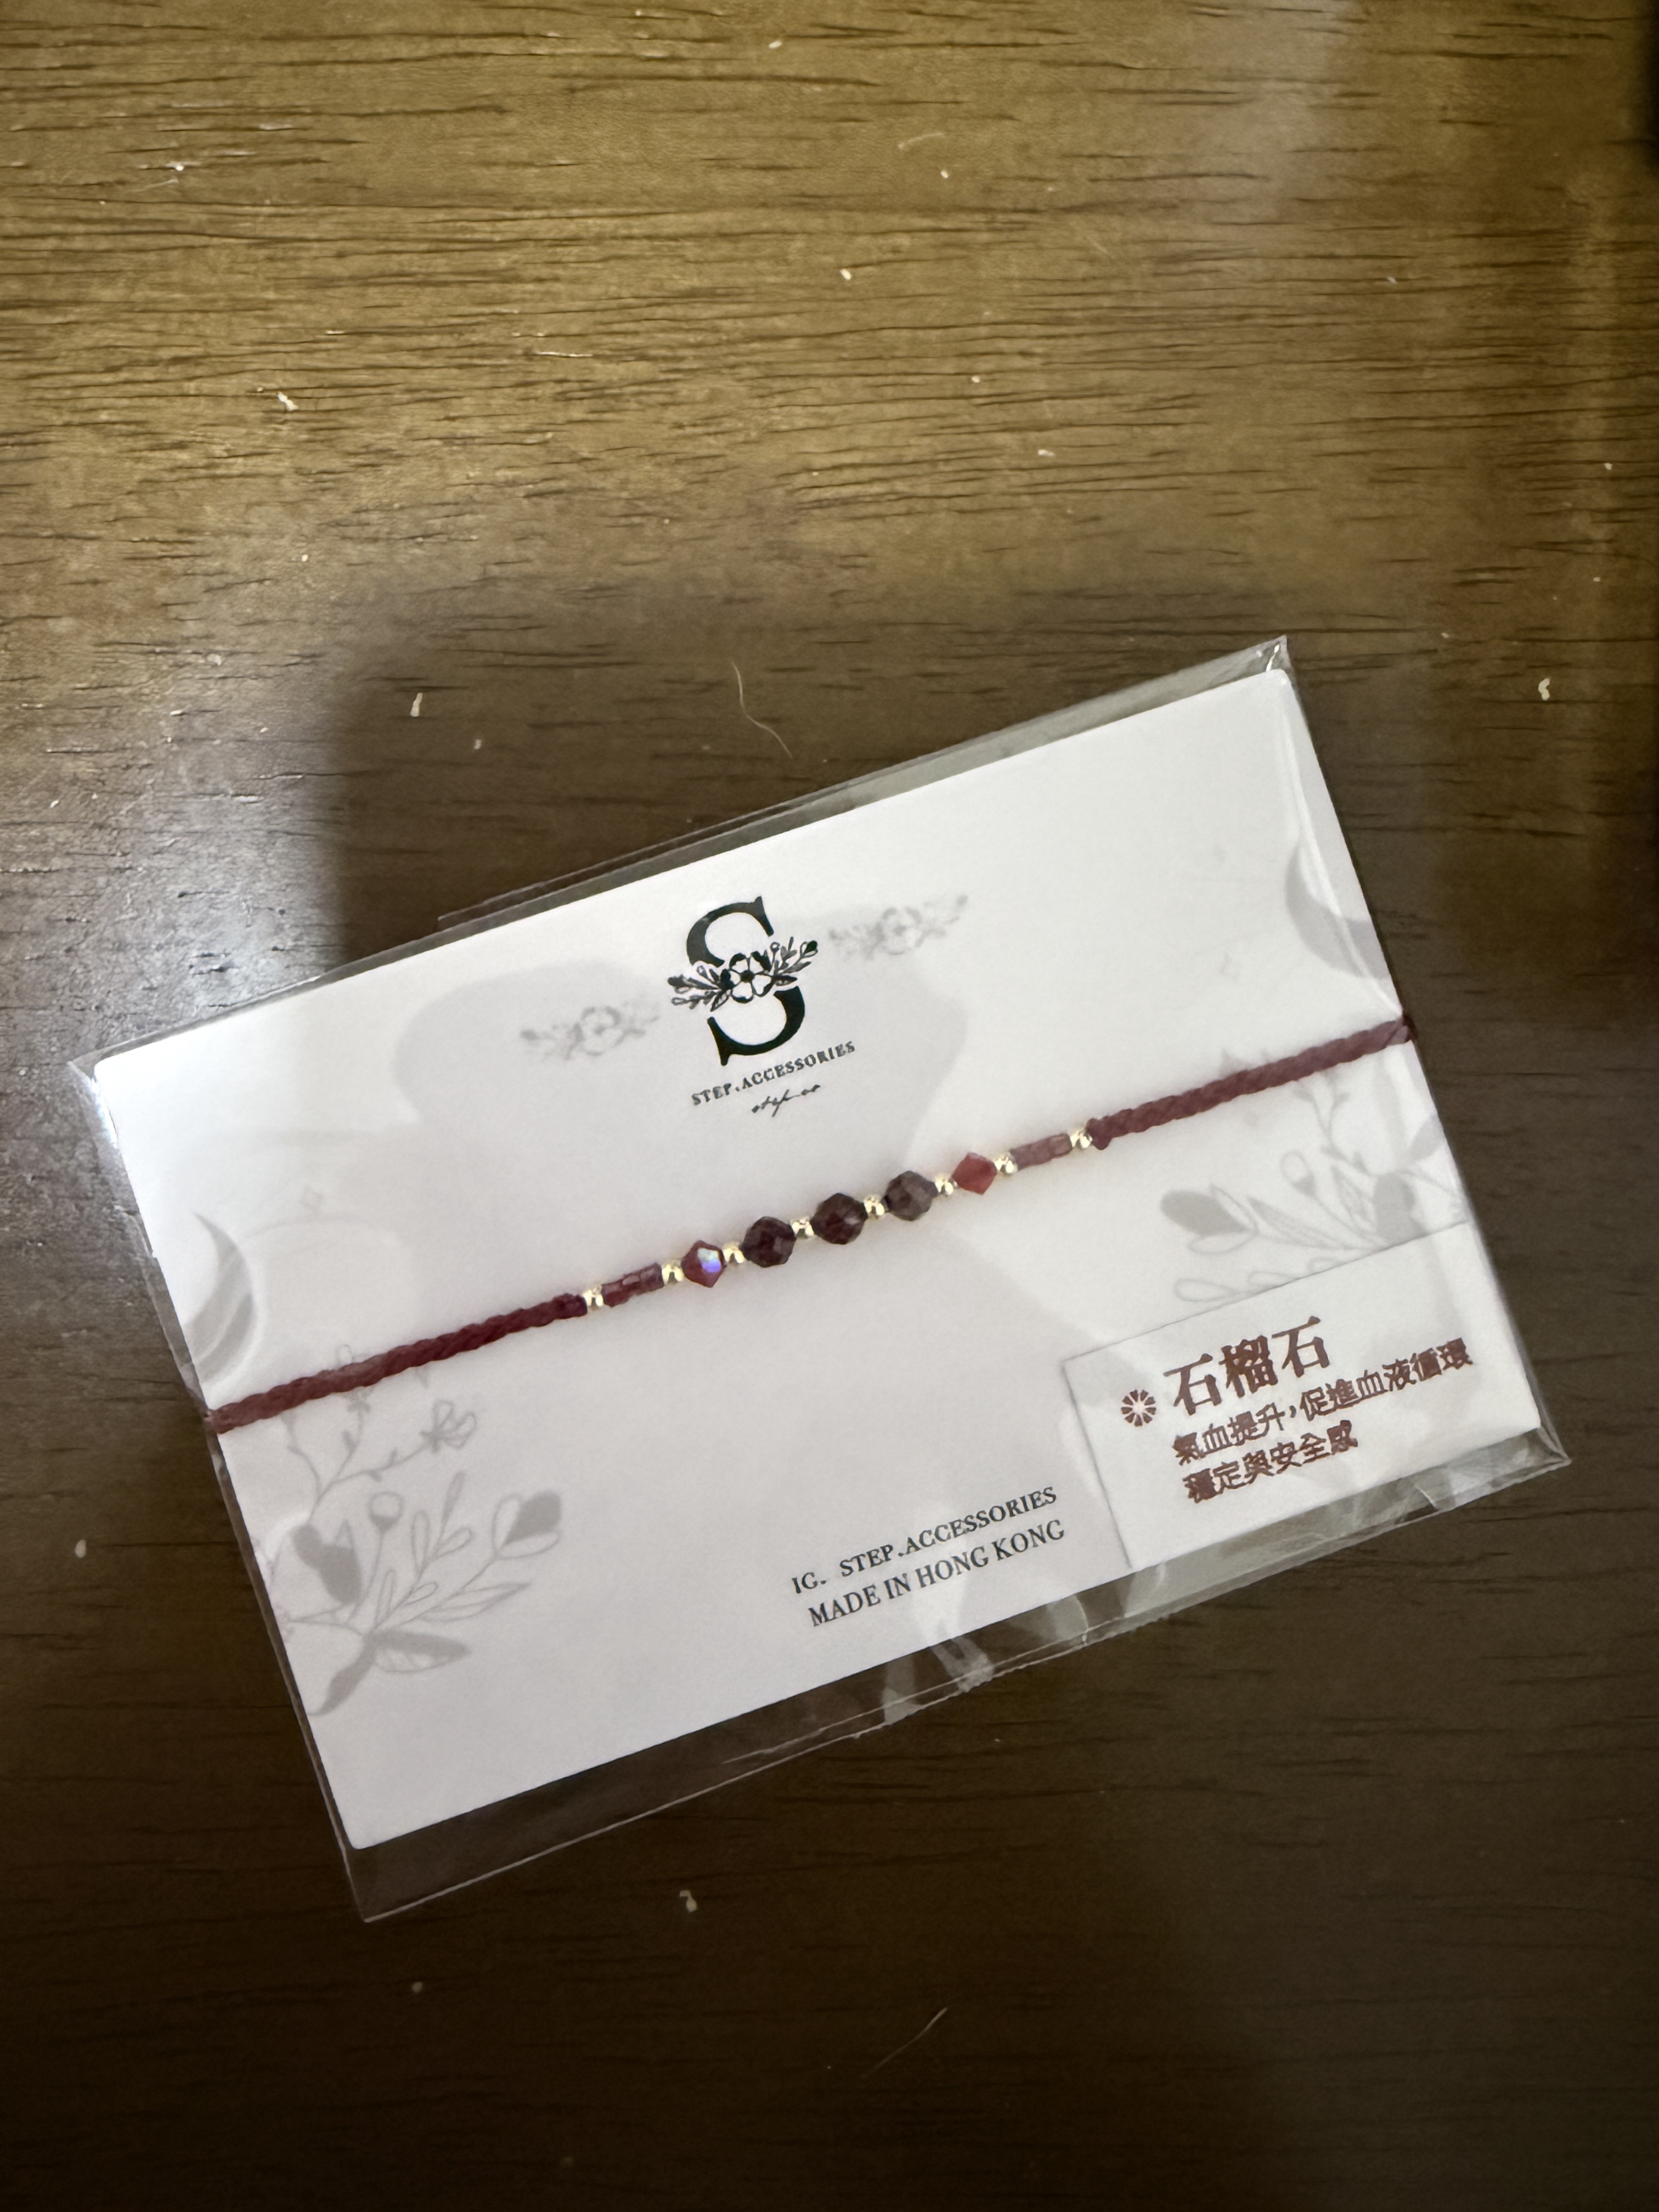 S
STEP.ACCESSORIES
石榴石
氣血提升，促進血液循環
穩定與安全感
IG. STEP.ACCESSORIES
MADE IN HONG KONG